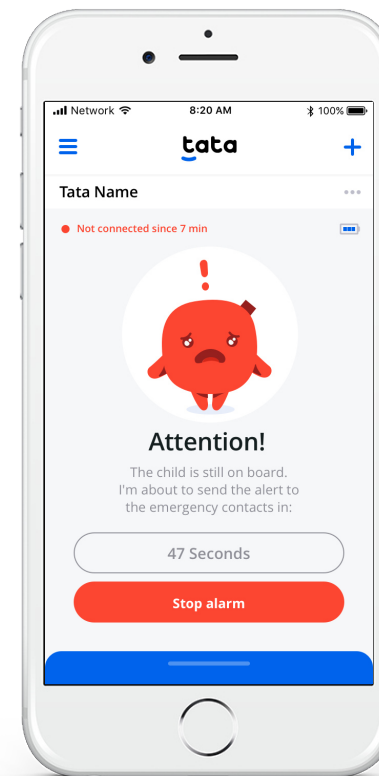 Network 8:20 AM 100%
tata
Tata Name
Not connected since 7 min
Attention!
The child is still on board.
I'm about to send the alert to
the emergency contacts in:
47 Seconds
Stop alarm